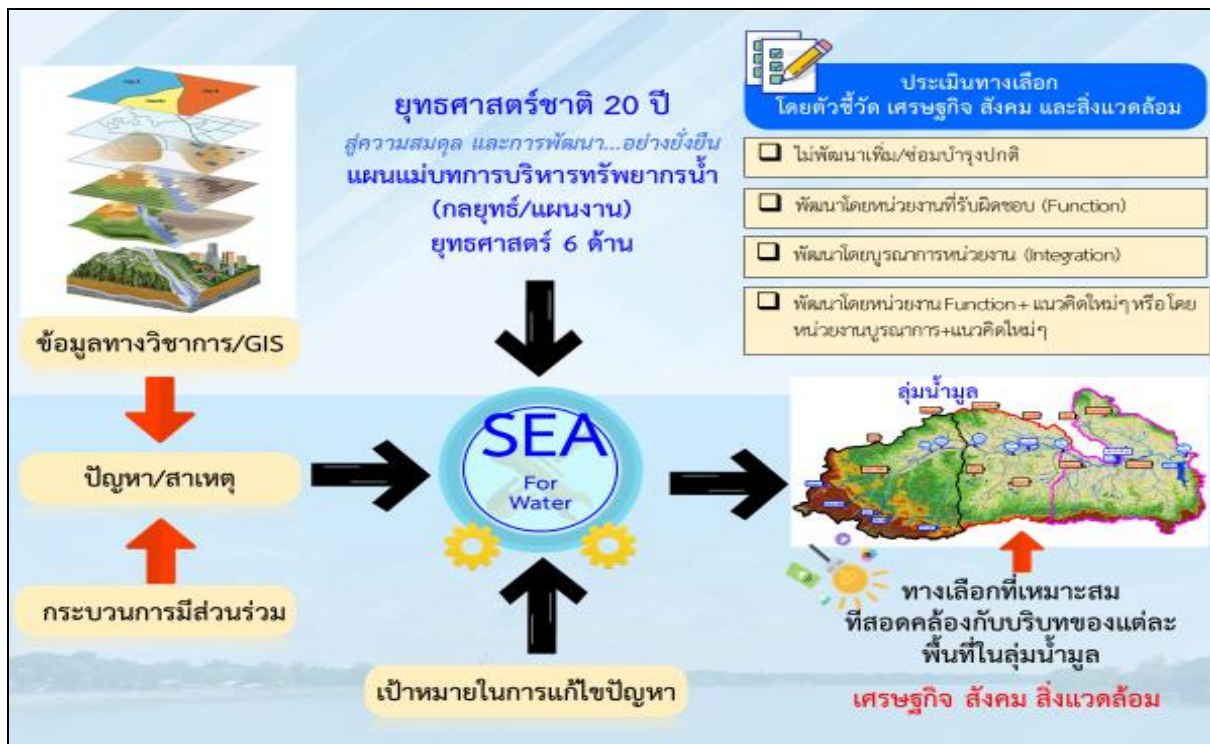 ข้อมูลทางวิชาการ/GIS
ปัญหา/สาเหตุ
กระบวนการมีส่วนร่วม
ยุทธศาสตร์ชาติ 20 ปี
สู่ความสมดุล และการพัฒนา...อย่างยั่งยืน
แผนแม่บทการบริหารทรัพยากรน้ำ
(กลยุทธ์/แผนงาน)
ยุทธศาสตร์ 6 ด้าน
SEA
For
Water
เป้าหมายในการแก้ไขปัญหา
ประเมินทางเลือก
โดยตัวชี้วัด เศรษฐกิจ สังคม และสิ่งแวดล้อม
ไม่พัฒนาเพิ่ม/ซ่อมบำรุงปกติ
พัฒนาโดยหน่วยงานที่รับผิดชอบ (Function)
พัฒนาโดยบูรณาการหน่วยงาน (Integration)
พัฒนาโดยหน่วยงาน Function + แนวคิดใหม่ๆ หรือ โดย
หน่วยงานบูรณาการ+แนวคิดใหม่ๆ
ลุ่มน้ำมูล
ทางเลือกที่เหมาะสม
ที่สอดคล้องกับบริบทของแต่ละ
พื้นที่ในลุ่มน้ำมูล
เศรษฐกิจ สังคม สิ่งแวดล้อม